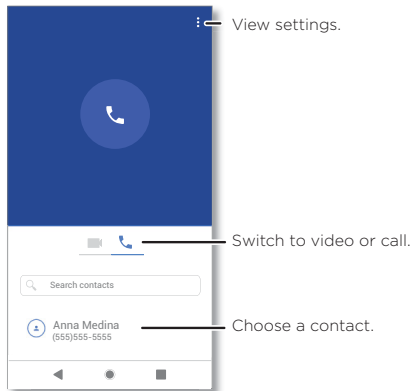 View settings.
Switch to video or call.
Search contacts
Anna Medina
(555)555-5555
Choose a contact.